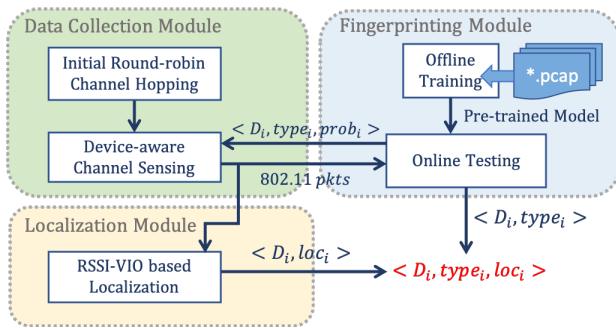 Data Collection Module
Initial Round-robin
Channel Hopping
Device-aware
Channel Sensing
Fingerprinting Module
Offline
Training
*.pcap
Pre-trained Model
< D_i, type_i, prob_i >
Online Testing
802.11 pkts
Localization Module
RSSI-VIO based
Localization
< D_i, loc_i >
< D_i, type_i >
< D_i, type_i, loc_i >